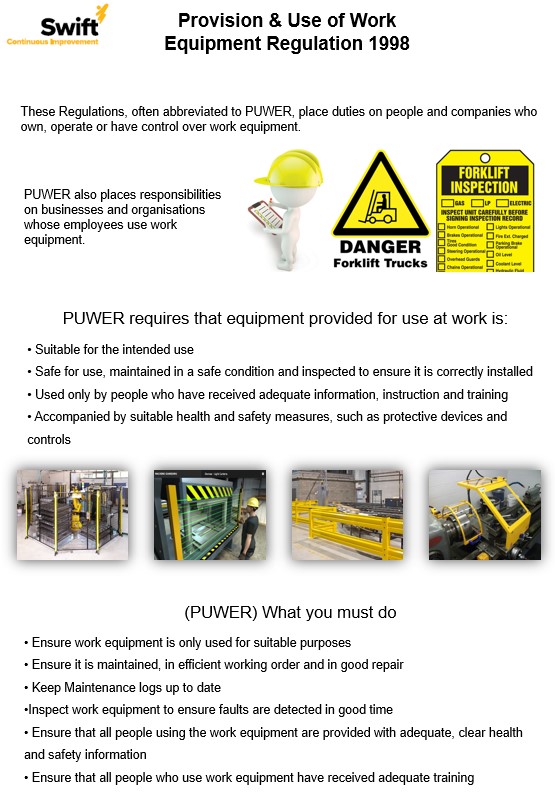 Swift
Continuous Improvement
Provision & Use of Work
Equipment Regulation 1998
These Regulations, often abbreviated to PUWER, place duties on people and companies who
own, operate or have control over work equipment.
PUWER also places responsibilities
on businesses and organisations
whose employees use work
equipment.
DANGER
Forklift Trucks
FORKLIFT
INSPECTION
GAS LP ELECTRIC
INSPECT UNIT CAREFULLY BEFORE
SIGNING INSPECTION RECORD
Horn Operational
Lights Operational
Brakes Operational
Fire Ext. Charged
Tires
Good Condition
Parking Brake
Operational
Steering Operational
Oil Level
Overhead Guards
Coolant Level
Chains Operational
Hydraulic Fluid
PUWER requires that equipment provided for use at work is:
• Suitable for the intended use
• Safe for use, maintained in a safe condition and inspected to ensure it is correctly installed
• Used only by people who have received adequate information, instruction and training
• Accompanied by suitable health and safety measures, such as protective devices and
controls
(PUWER) What you must do
• Ensure work equipment is only used for suitable purposes
• Ensure it is maintained, in efficient working order and in good repair
• Keep Maintenance logs up to date
•Inspect work equipment to ensure faults are detected in good time
• Ensure that all people using the work equipment are provided with adequate, clear health
and safety information
• Ensure that all people who use work equipment have received adequate training